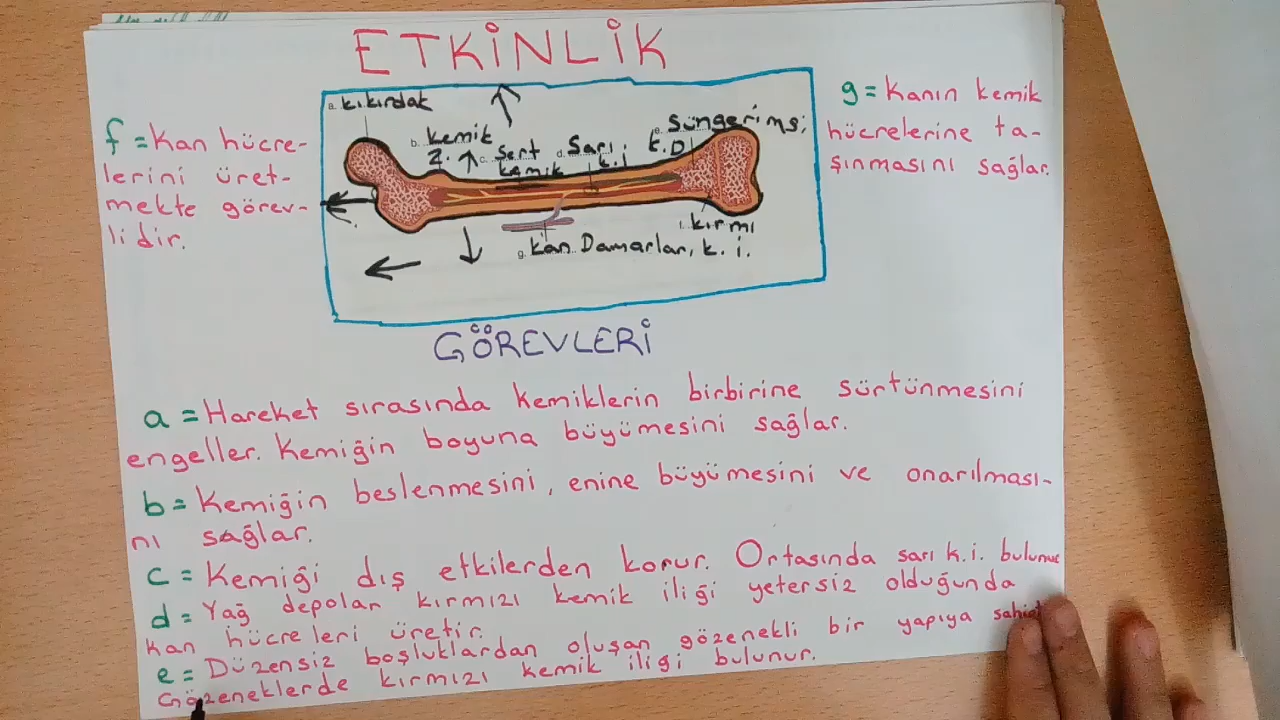 ETKİNLİK
a. kıkırdak
b. kemik
z.
c. Sert
kemik
d. Sarı
k.i
e. Süngerimsi
k.D
f. kırmı
k. i.
g. kan Damarları
f = Kan hücre-
lerini üret-
mekte görev-
lidir.
g = Kanın kemik
hücrelerine ta-
şınmasını sağlar.
GÖREVLERİ
a = Hareket sırasında kemiklerin birbirine sürtünmesini
engeller. Kemiğin boyuna büyümesini sağlar.
b = Kemiğin beslenmesini, enine büyümesini ve onarılması-
nı sağlar.
c = Kemiği dış etkilerden korur. Ortasında sarı k.i. bulunur
d = Yağ depolar kırmızı kemik iliği yetersiz olduğunda
kan hücreleri üretir.
e = Düzensiz boşluklardan oluşan gözenekli bir yapıya
Gözeneklerde kırmızı kemik iliği bulunur.